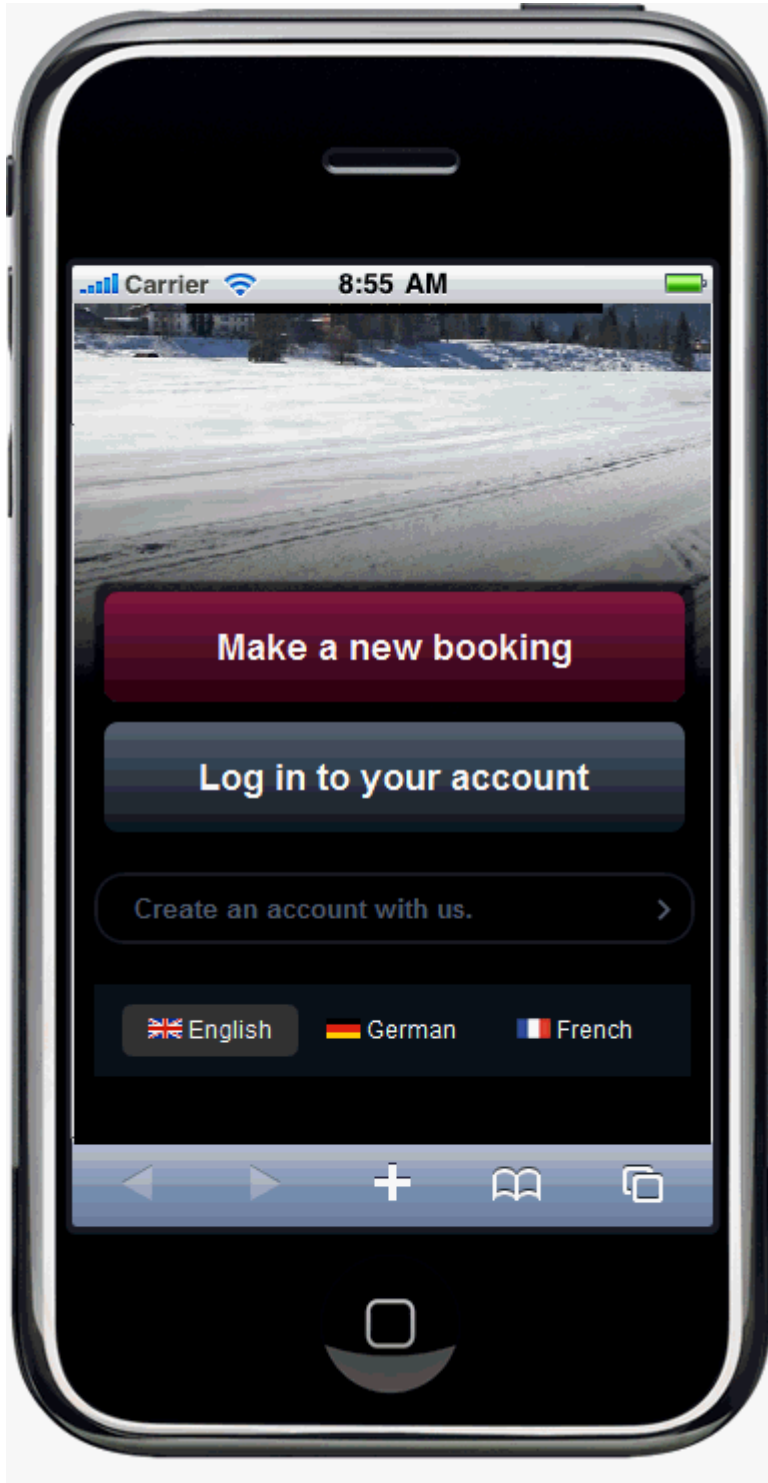 Carrier 8:55 AM
Make a new booking
Log in to your account
Create an account with us.
English German French